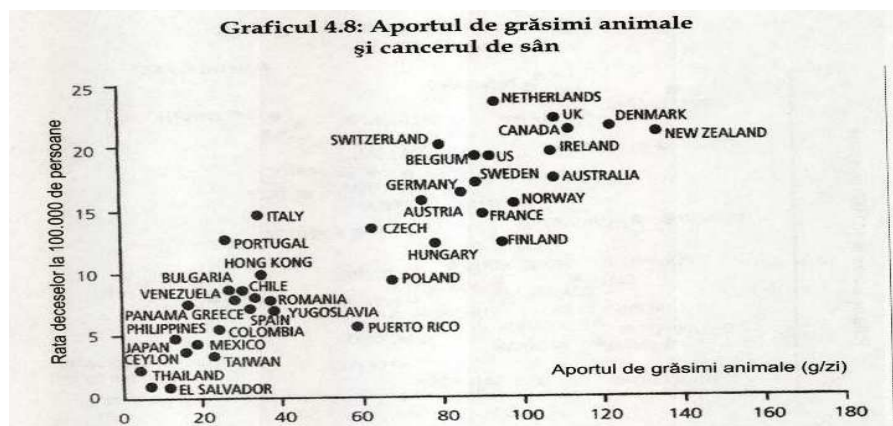 Graficul 4.8: Aportul de grăsimi animale
și cancerul de sân
Rata deceselor la 100.000 de persoane
25
20
15
10
5
0
NETHERLANDS
UK
DENMARK
CANADA
NEW ZEALAND
SWITZERLAND
IRELAND
BELGIUM
US
SWEDEN
AUSTRALIA
GERMANY
NORWAY
AUSTRIA
FRANCE
ITALY
CZECH
PORTUGAL
FINLAND
HUNGARY
HONG KONG
POLAND
BULGARIA
CHILE
VENEZUELA
ROMANIA
PANAMA
GREECE
YUGOSLAVIA
SPAIN
PHILIPPINES
COLOMBIA
PUERTO RICO
JAPAN
MEXICO
CEYLON
TAIWAN
THAILAND
EL SALVADOR
Aportul de grăsimi animale (g/zi)
0 20 40 60 80 100 120 140 160 180